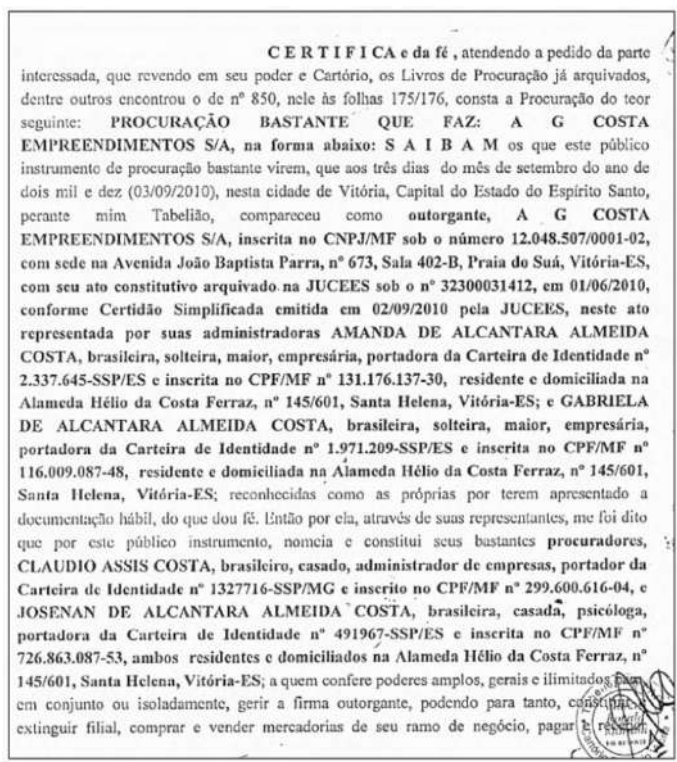 C E R T I F I C A e da fé , atendendo a pedido da parte
interessada, que revendo em seu poder e Cartório, os Livros de Procuração já arquivados,
dentre outros encontrou o de nº 850, nele às folhas 175/176, consta a Procuração do teor
seguinte: PROCURAÇÃO BASTANTE QUE FAZ: A G COSTA
EMPREENDIMENTOS S/A, na forma abaixo: S A I B A M os que este público
instrumento de procuração bastante virem, que aos três dias do mês de setembro do ano de
dois mil e dez (03/09/2010), nesta cidade de Vitória, Capital do Estado do Espírito Santo,
perante mim Tabelião, compareceu como outorgante, A G COSTA
EMPREENDIMENTOS S/A, inscrita no CNPJ/MF sob o número 12.048.507/0001-02,
com sede na Avenida João Baptista Parra, nº 673, Sala 402-B, Praia do Suá, Vitória-ES,
com seu ato constitutivo arquivado na JUCEES sob o nº 32300031412, em 01/06/2010,
conforme Certidão Simplificada emitida em 02/09/2010 pela JUCEES, neste ato
representada por suas administradoras AMANDA DE ALCANTARA ALMEIDA
COSTA, brasileira, solteira, maior, empresária, portadora da Carteira de Identidade nº
2.337.645-SSP/ES e inscrita no CPF/MF nº 131.176.137-30, residente e domiciliada na
Alameda Hélio da Costa Ferraz, nº 145/601, Santa Helena, Vitória-ES; e GABRIELA
DE ALCANTARA ALMEIDA COSTA, brasileira, solteira, maior, empresária,
portadora da Carteira de Identidade nº 1.971.209-SSP/ES e inscrita no CPF/MF nº
116.009.087-48, residente e domiciliada na Alameda Hélio da Costa Ferraz, nº 145/601,
Santa Helena, Vitória-ES; reconhecidas como as próprias por terem apresentado a
documentação hábil, do que dou fé. Então por ela, através de suas representantes, me foi dito
que por este público instrumento, nomeia e constitui seus bastantes procuradores,
CLAUDIO ASSIS COSTA, brasileiro, casado, administrador de empresas, portador da
Carteira de Identidade nº 1327716-SSP/MG e inscrito no CPF/MF nº 299.600.616-04, e
JOSENAN DE ALCANTARA ALMEIDA COSTA, brasileira, casada, psicóloga,
portadora da Carteira de Identidade nº 491967-SSP/ES e inscrita no CPF/MF nº
726.863.087-53, ambos residentes e domiciliados na Alameda Hélio da Costa Ferraz, nº
145/601, Santa Helena, Vitória-ES; a quem confere poderes amplos, gerais e ilimitados para
em conjunto ou isoladamente, gerir a firma outorgante, podendo para tanto, constituir
extinguir filial, comprar e vender mercadorias de seu ramo de negócio, pagar receber